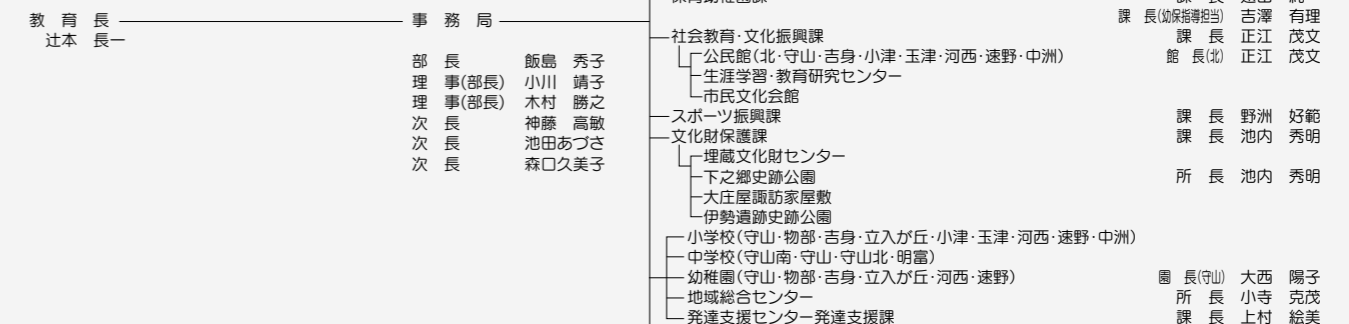 課　長(幼保指導担当)　吉澤　有理
教　育　長　事　務　局
辻本　長一
社会教育・文化振興課　課　長　正江　茂文
部　長　飯島　秀子
公民館(北・守山・吉身・小津・玉津・河西・速野・中洲)　館　長(北)　正江　茂文
理　事(部長)　小川　靖子
生涯学習・教育研究センター
理　事(部長)　木村　勝之
市民文化会館
次　長　神藤　高敏
スポーツ振興課　課　長　野洲　好範
次　長　池田あづさ
文化財保護課　課　長　池内　秀明
次　長　森口久美子
埋蔵文化財センター
下之郷史跡公園　所　長　池内　秀明
大庄屋諏訪家屋敷
伊勢遺跡史跡公園
小学校(守山・物部・吉身・立入が丘・小津・玉津・河西・速野・中洲)
中学校(守山南・守山・守山北・明富)
幼稚園(守山・物部・吉身・立入が丘・河西・速野)　園　長(守山)　大西　陽子
地域総合センター　所　長　小寺　克茂
発達支援センター発達支援課　課　長　上村　絵美